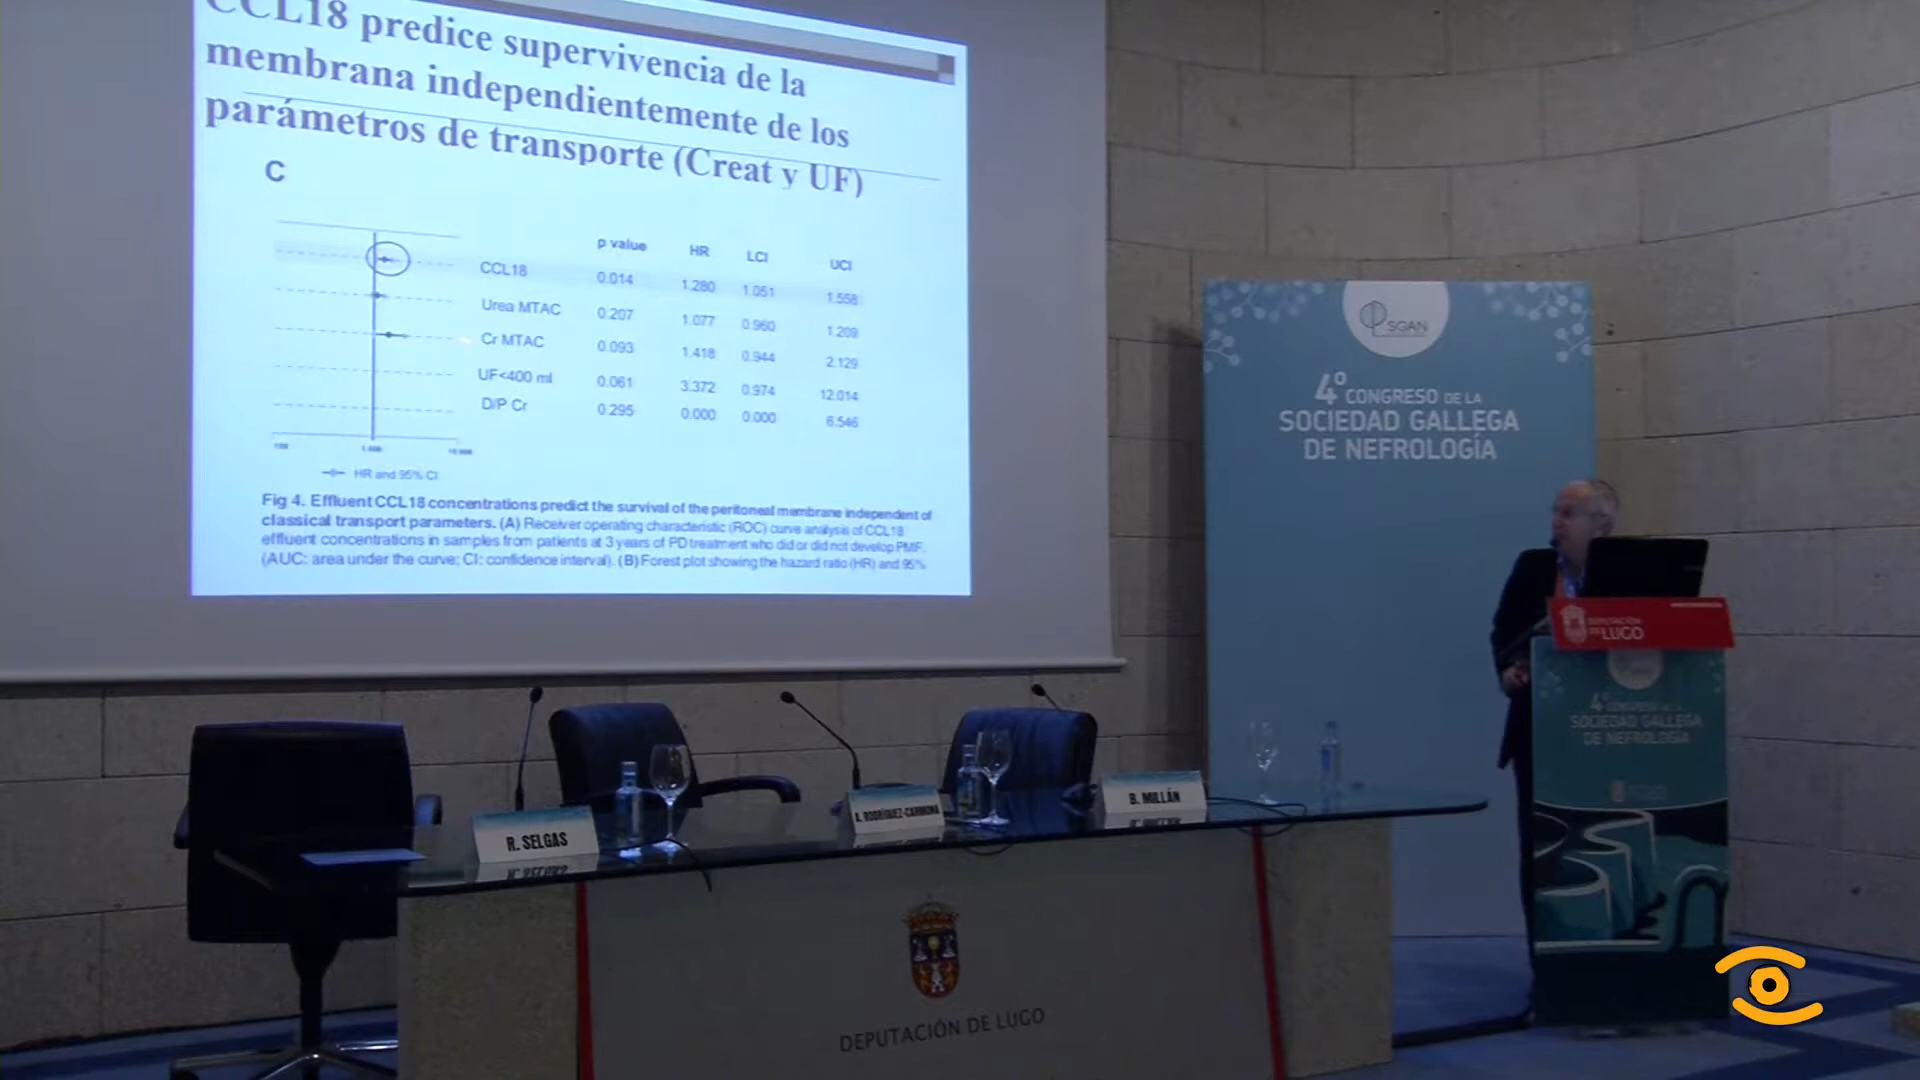 CCL18 predice supervivencia de la
membrana independientemente de los
parámetros de transporte (Creat y UF)
C
p value HR LCI UCI
CCL18 0.014 1.280 1.051 1.558
Urea MTAC 0.207 1.077 0.960 1.209
Cr MTAC 0.093 1.418 0.944 2.129
UF<400 ml 0.061 3.372 0.974 12.014
D/P Cr 0.295 0.000 0.000 6.546
HR and 95% CI
Fig 4. Effluent CCL18 concentrations predict the survival of the peritoneal membrane independent of
classical transport parameters. (A) Receiver operating characteristic (ROC) curve analysis of CCL18
effluent concentrations in samples from patients at 3 years of PD treatment who did or did not develop PMF.
(AUC: area under the curve; CI: confidence interval). (B) Forest plot showing the hazard ratio (HR) and 95%
SGAN
4º CONGRESO DE LA
SOCIEDAD GALLEGA
DE NEFROLOGÍA
DEPUTACIÓN
DE LUGO
4º CONGRESO DE LA
SOCIEDAD GALLEGA
DE NEFROLOGÍA
R. SELGAS
A. RODRÍGUEZ-CARMONA
B. MILLÁN
DEPUTACIÓN DE LUGO